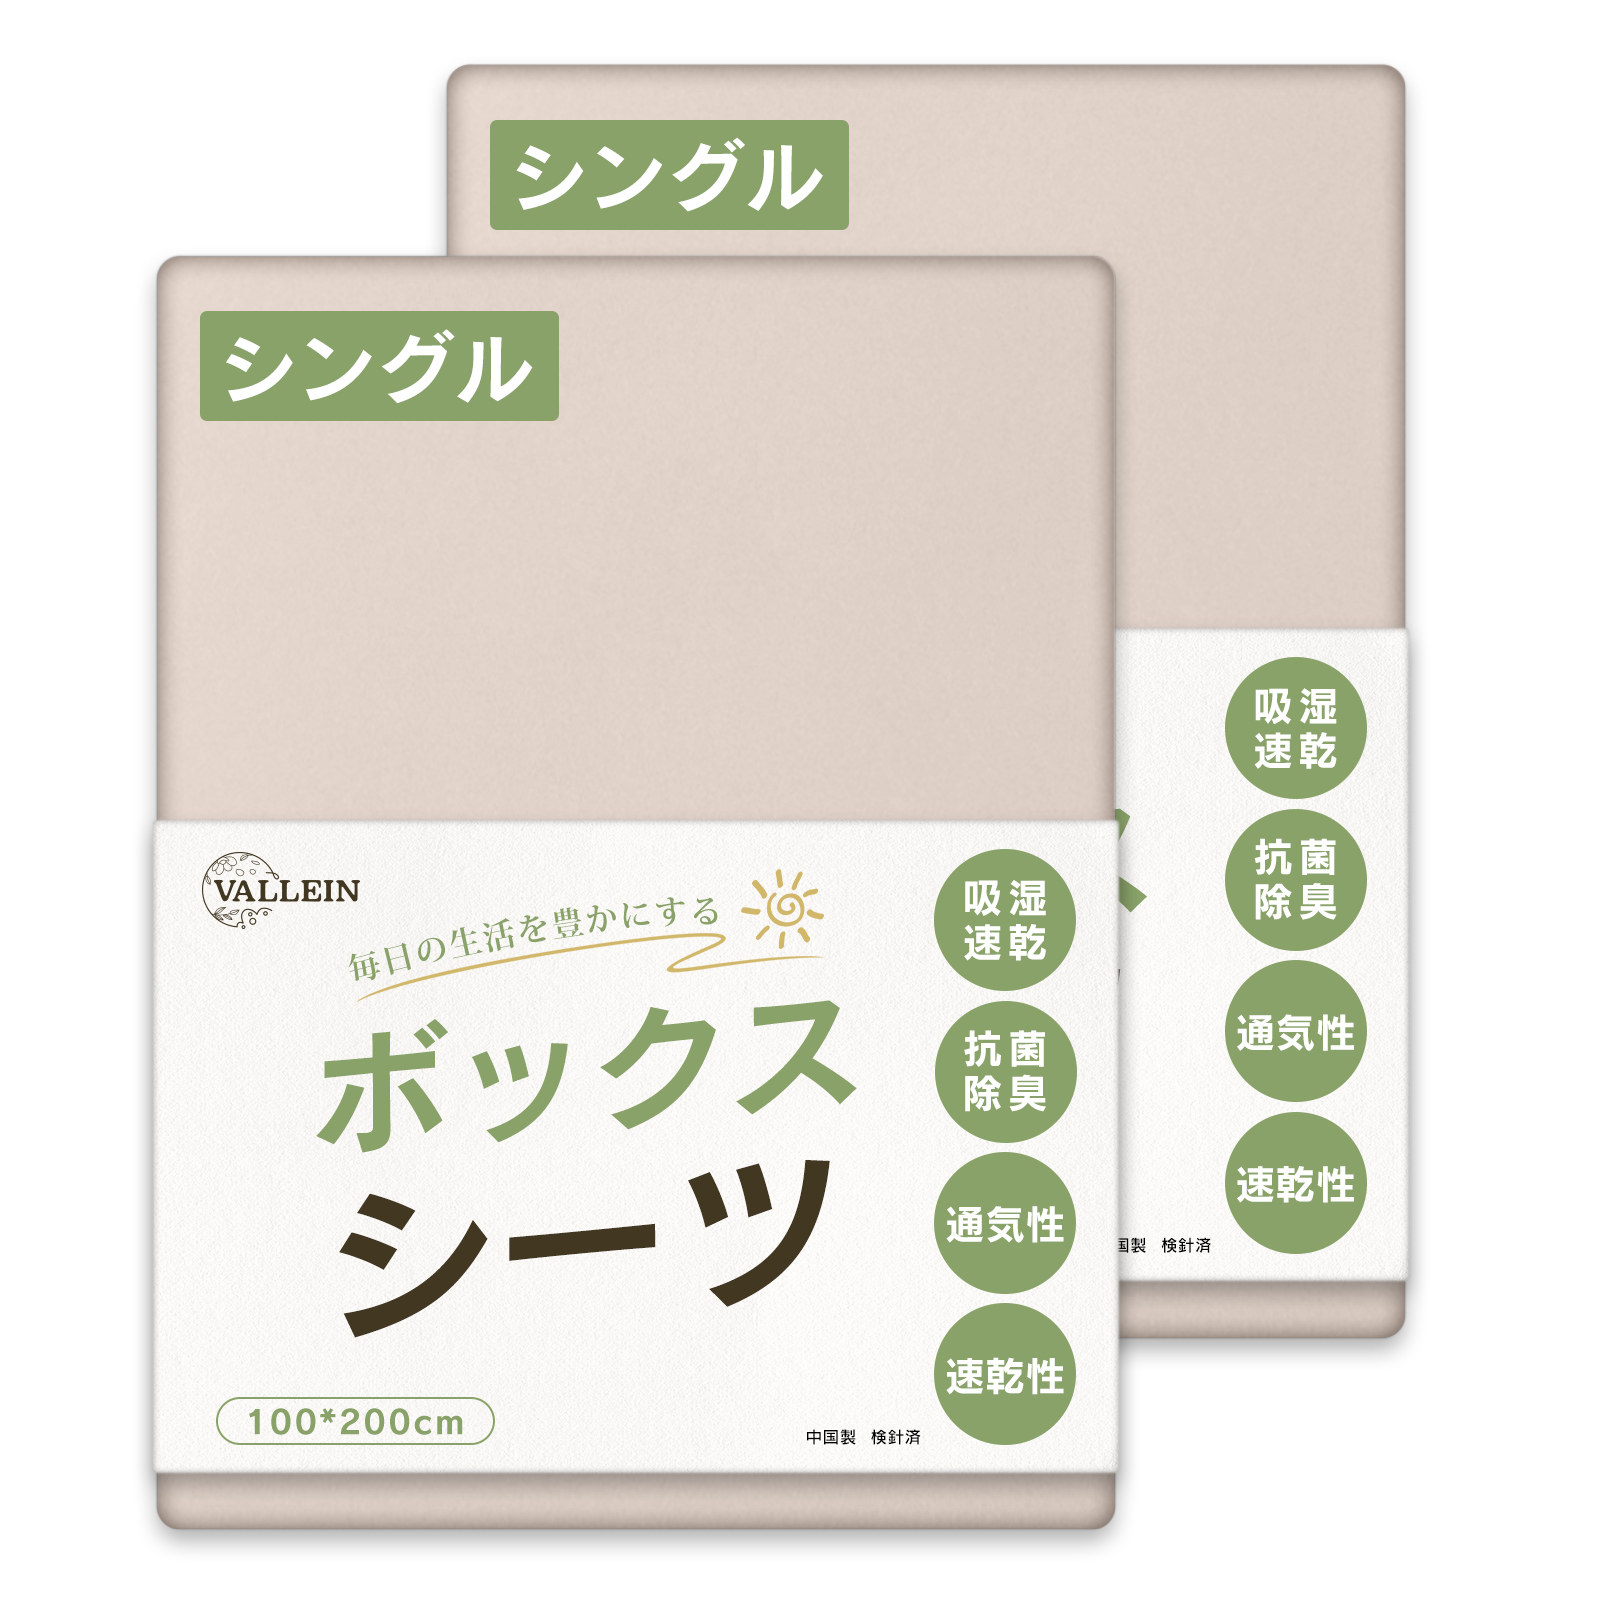 シングル
吸湿
速乾
抗菌
除臭
通気性
速乾性
国製 検針済
シングル
VALLEIN
毎日の生活を豊かにする
ボックス
シーツ
100*200cm
吸湿
速乾
抗菌
除臭
通気性
速乾性
中国製 検針済